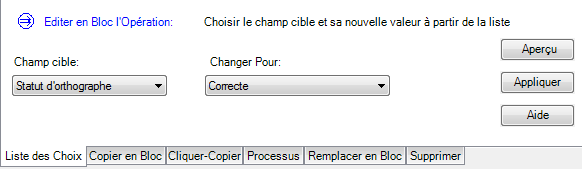 Editer en Bloc l'Opération: Choisir le champ cible et sa nouvelle valeur à partir de la liste
Aperçu
Champ cible: Changer Pour:
Statut d'orthographe Correcte Appliquer
Aide
Liste des Choix Copier en Bloc Cliquer-Copier Processus Remplacer en Bloc Supprimer